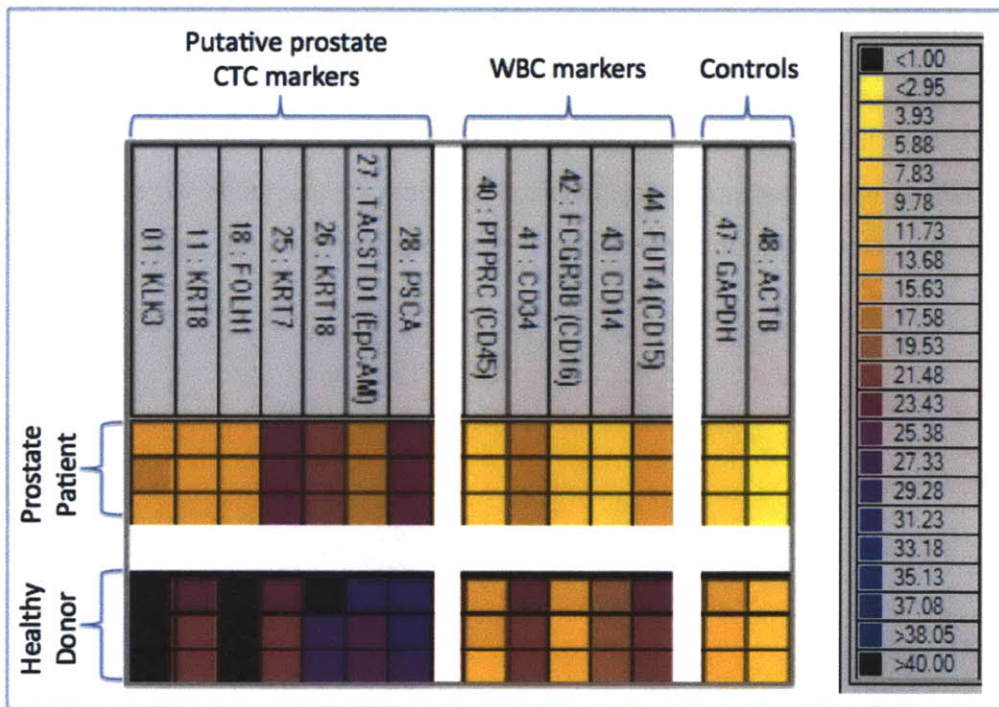 Putative prostate
CTC markers
WBC markers
Controls
01 : KLK3
11 : KRT8
18 : FOLH1
25 : KRT7
26 : KRT18
27 : TACSTD1 (EpCAM)
28 : PSCA
40 : PTPRC (CD45)
41 : CD34
42 : FCGR3B (CD16)
43 : CD14
44 : FUT4 (CD15)
47 : GAPDH
48 : ACTB
Prostate
Patient
Healthy
Donor
<1.00
<2.95
3.93
5.88
7.83
9.78
11.73
13.68
15.63
17.58
19.53
21.48
23.43
25.38
27.33
29.28
31.23
33.18
35.13
37.08
>38.05
>40.00